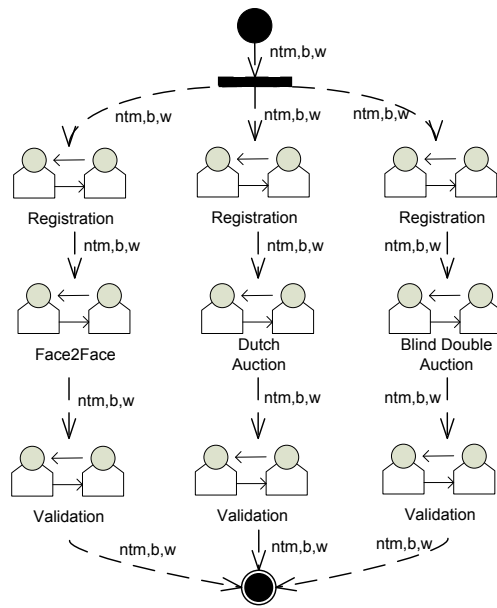 ntm,b,w
ntm,b,w
ntm,b,w
ntm,b,w
Registration
Registration
Registration
ntm,b,w
ntm,b,w
ntm,b,w
Face2Face
Dutch
Auction
Blind Double
Auction
ntm,b,w
ntm,b,w
ntm,b,w
Validation
Validation
Validation
ntm,b,w
ntm,b,w
ntm,b,w